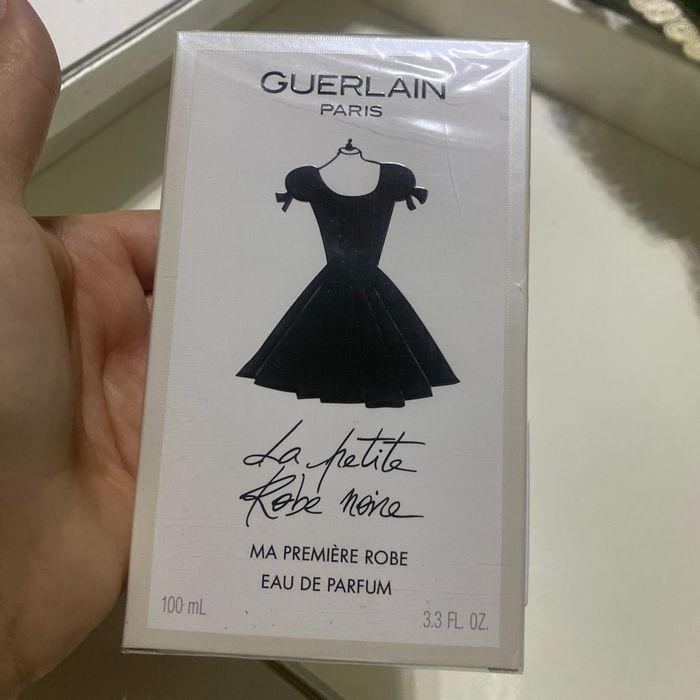 GUERLAIN
PARIS
La petite
Robe noire
MA PREMIÈRE ROBE
EAU DE PARFUM
100 mL
3.3 FL. OZ.